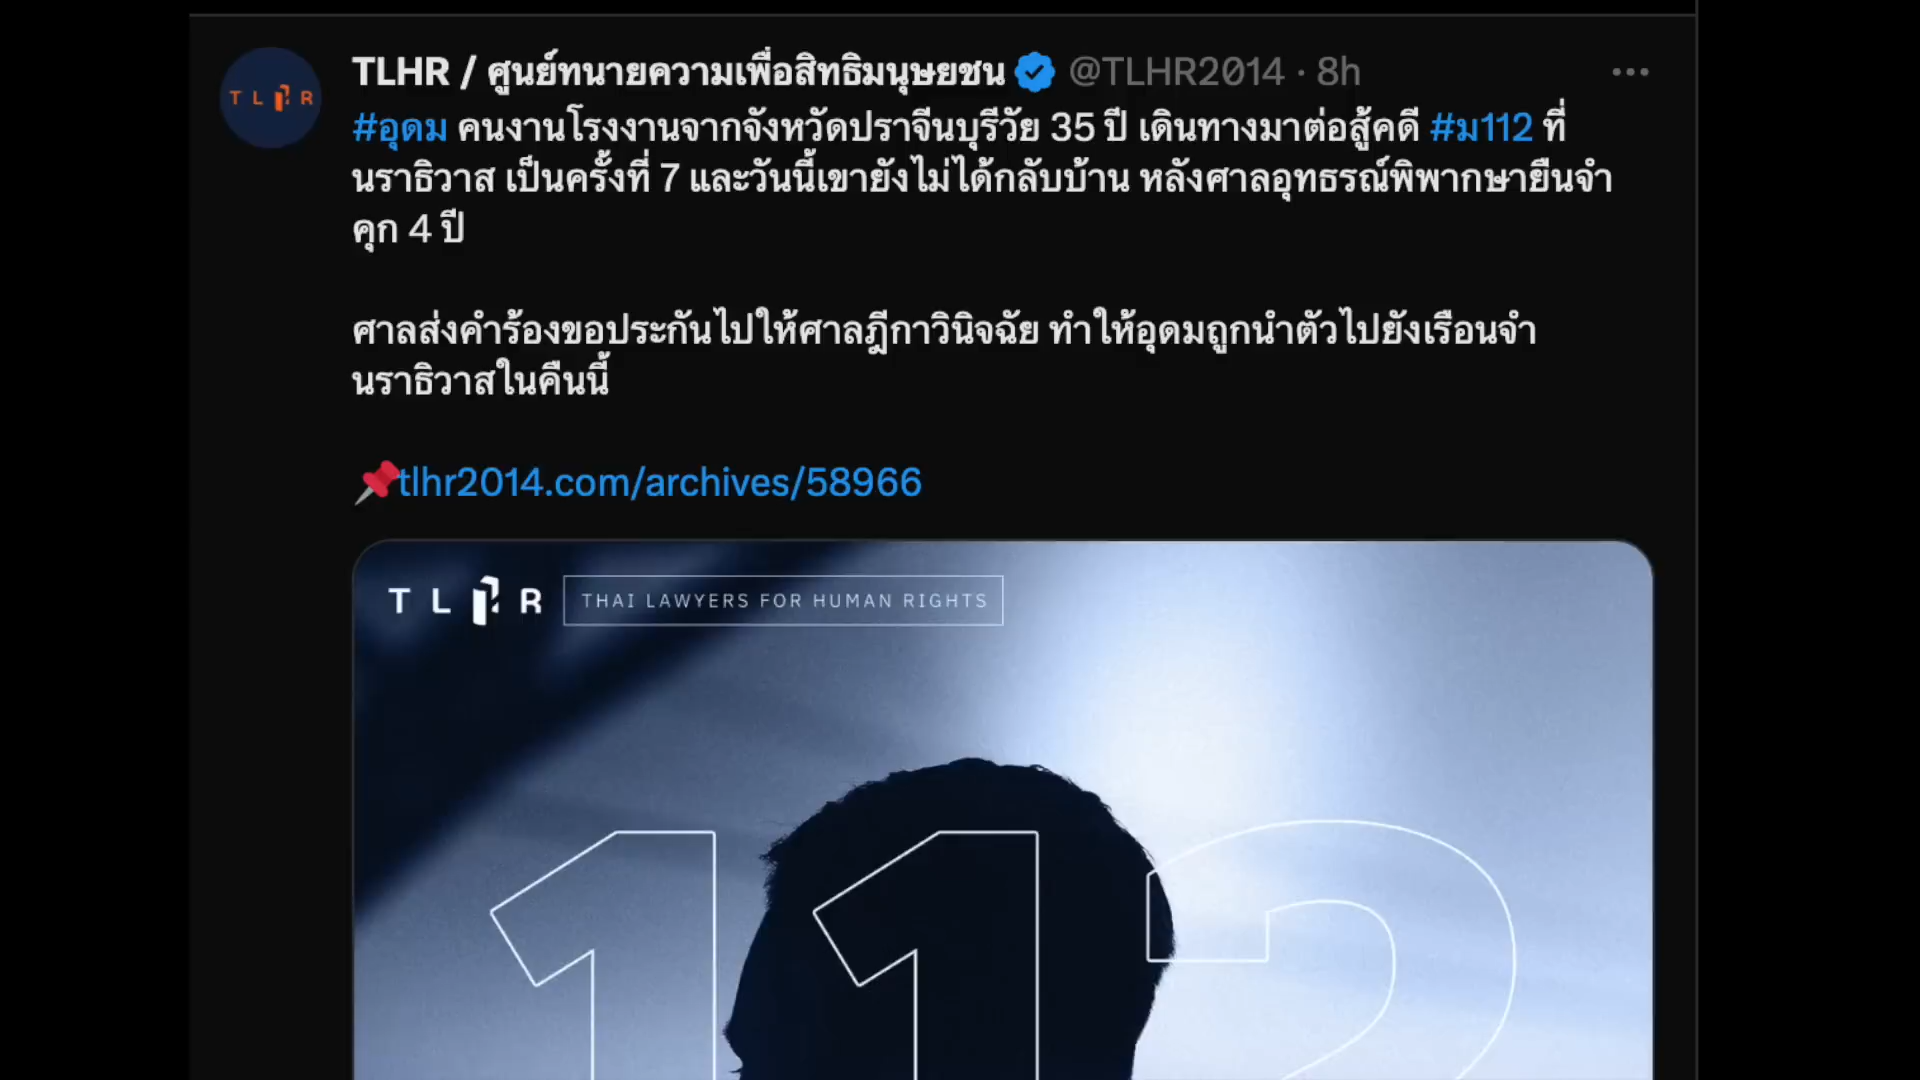 TLHR
TLHR / ศูนย์ทนายความเพื่อสิทธิมนุษยชน @TLHR2014 · 8h
#อุดม คนงานโรงงานจากจังหวัดปราจีนบุรีวัย 35 ปี เดินทางมาต่อสู้คดี #ม112 ที่
นราธิวาส เป็นครั้งที่ 7 และวันนี้เขายังไม่ได้กลับบ้าน หลังศาลอุทธรณ์พิพากษายืนจำ
คุก 4 ปี
ศาลส่งคำร้องขอประกันไปให้ศาลฎีกาวินิจฉัย ทำให้อุดมถูกนำตัวไปยังเรือนจำ
นราธิวาสในคืนนี้
tlhr2014.com/archives/58966
TLHR THAI LAWYERS FOR HUMAN RIGHTS
112